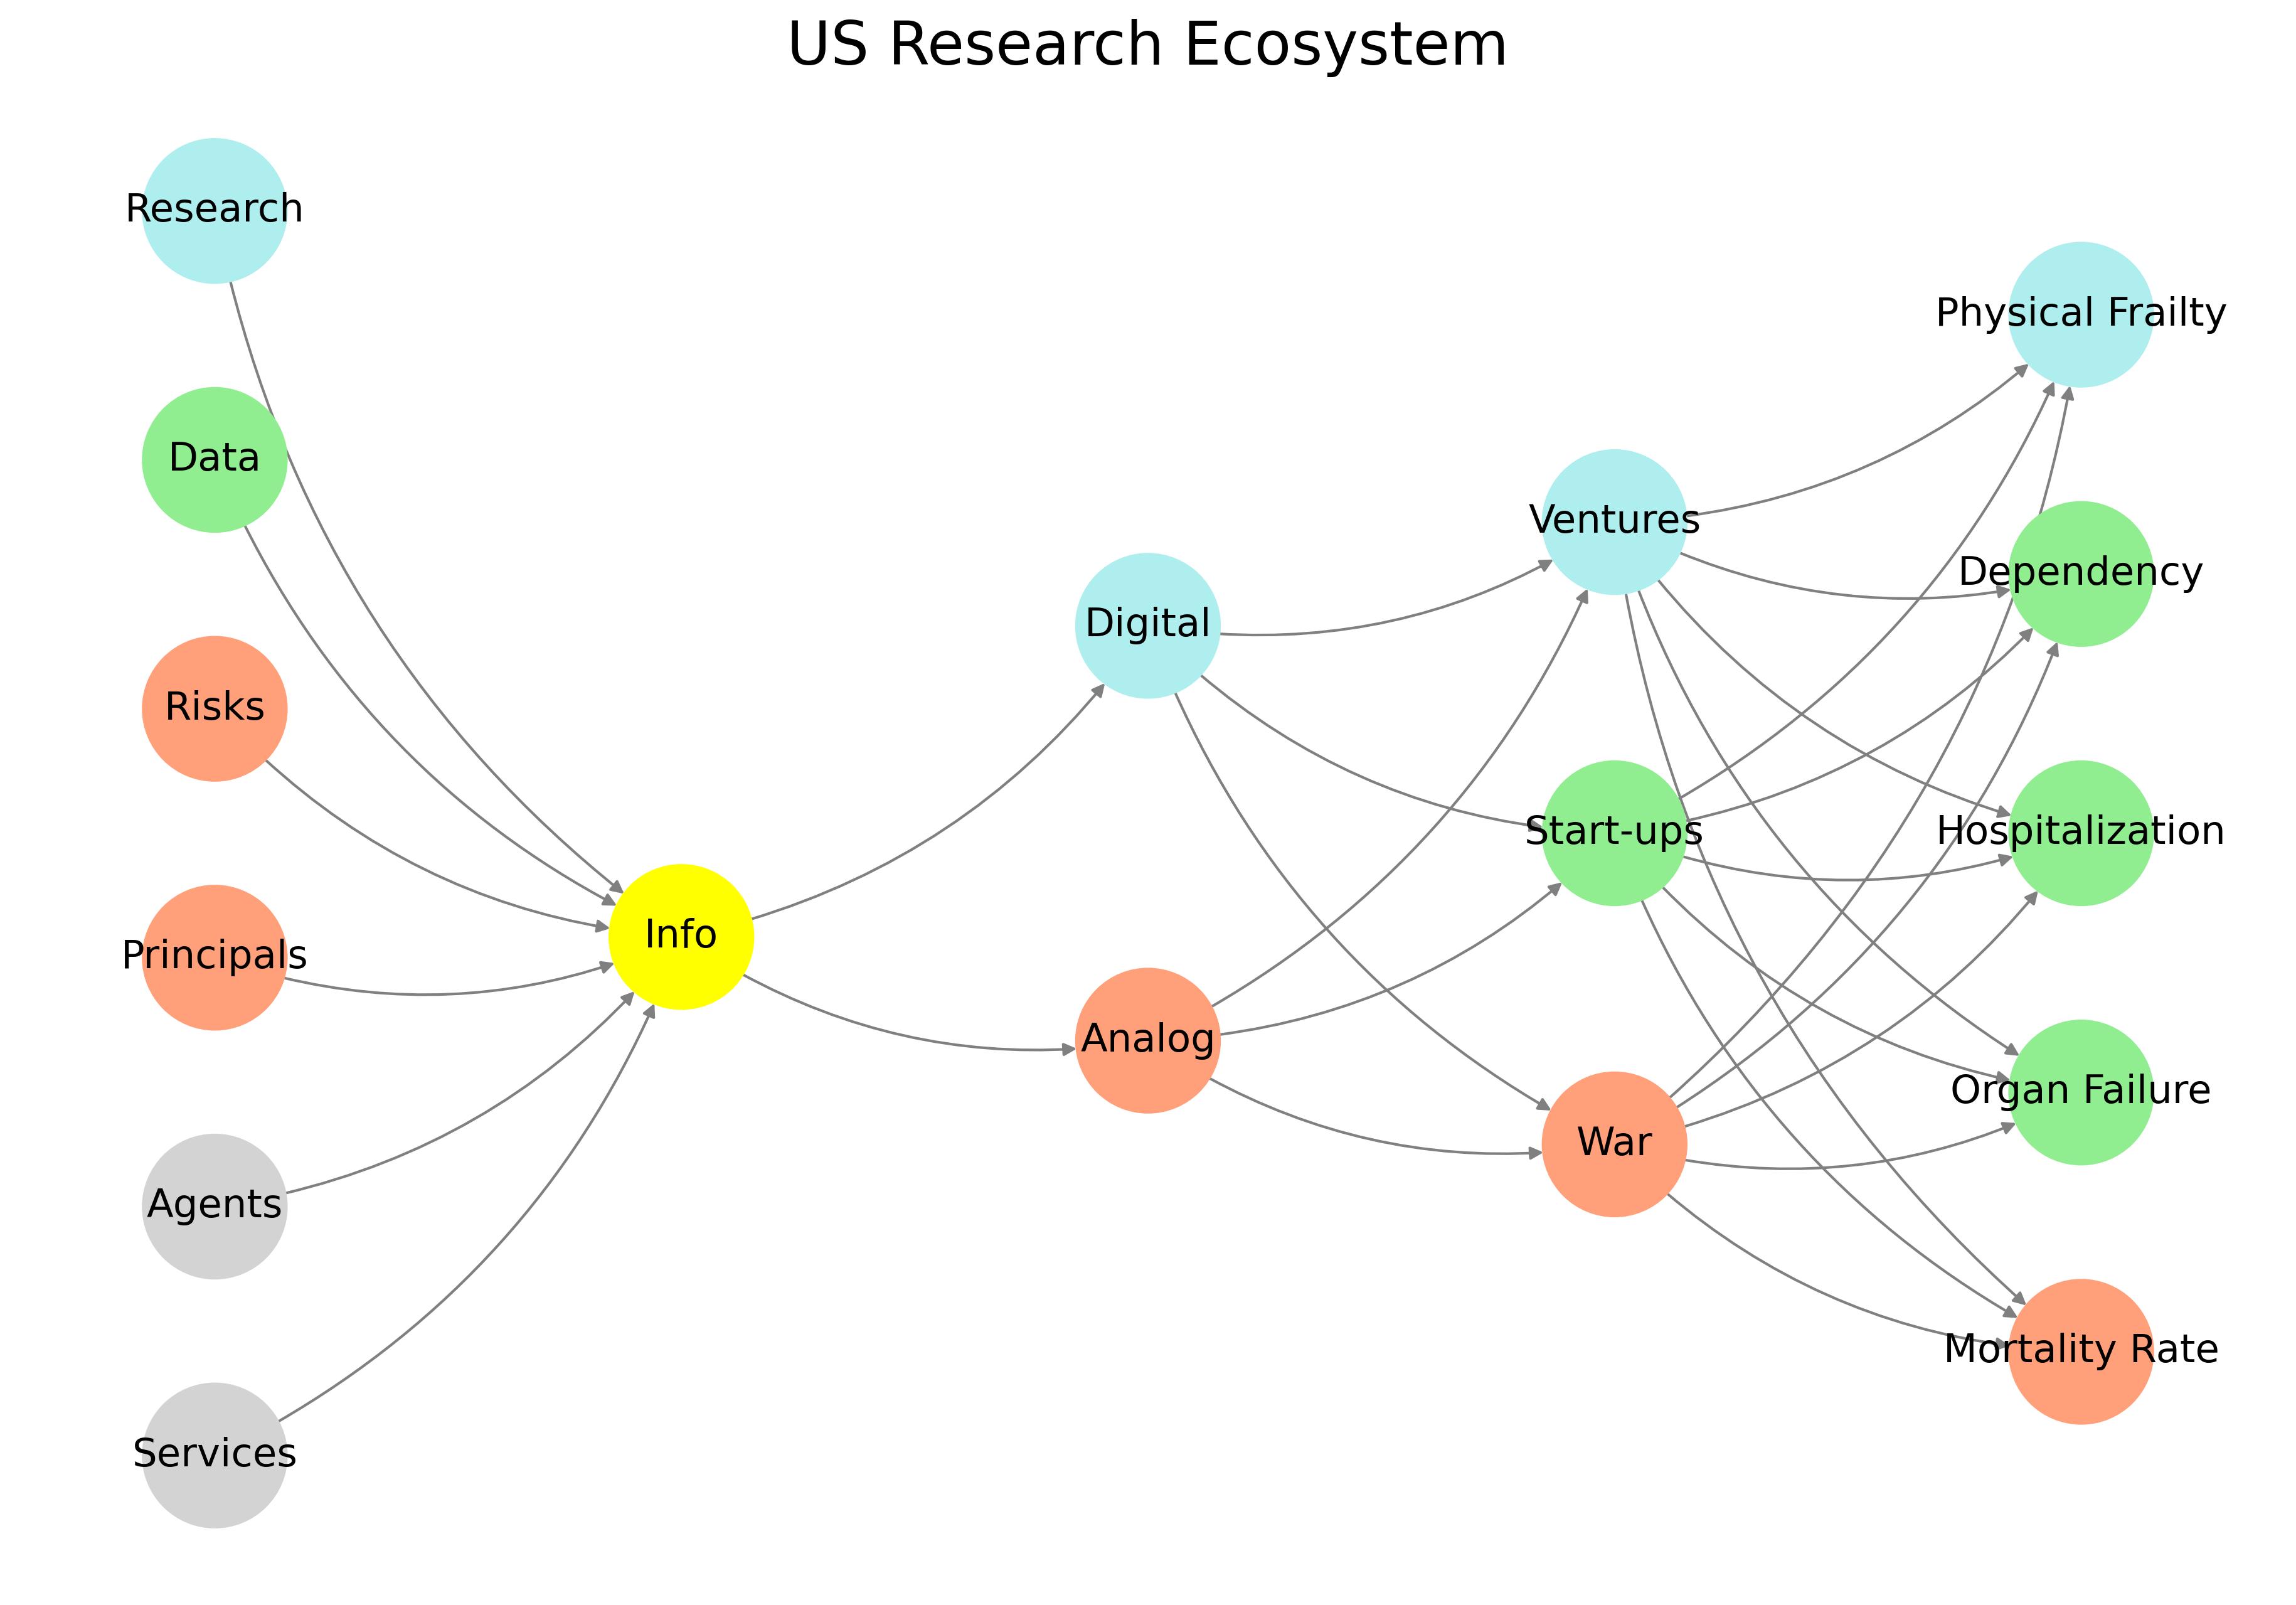 US Research Ecosystem
Research
Data
Risks
Principals
Agents
Services
Info
Digital
Analog
Ventures
Start-ups
War
Physical Frailty
Dependency
Hospitalization
Organ Failure
Mortality Rate